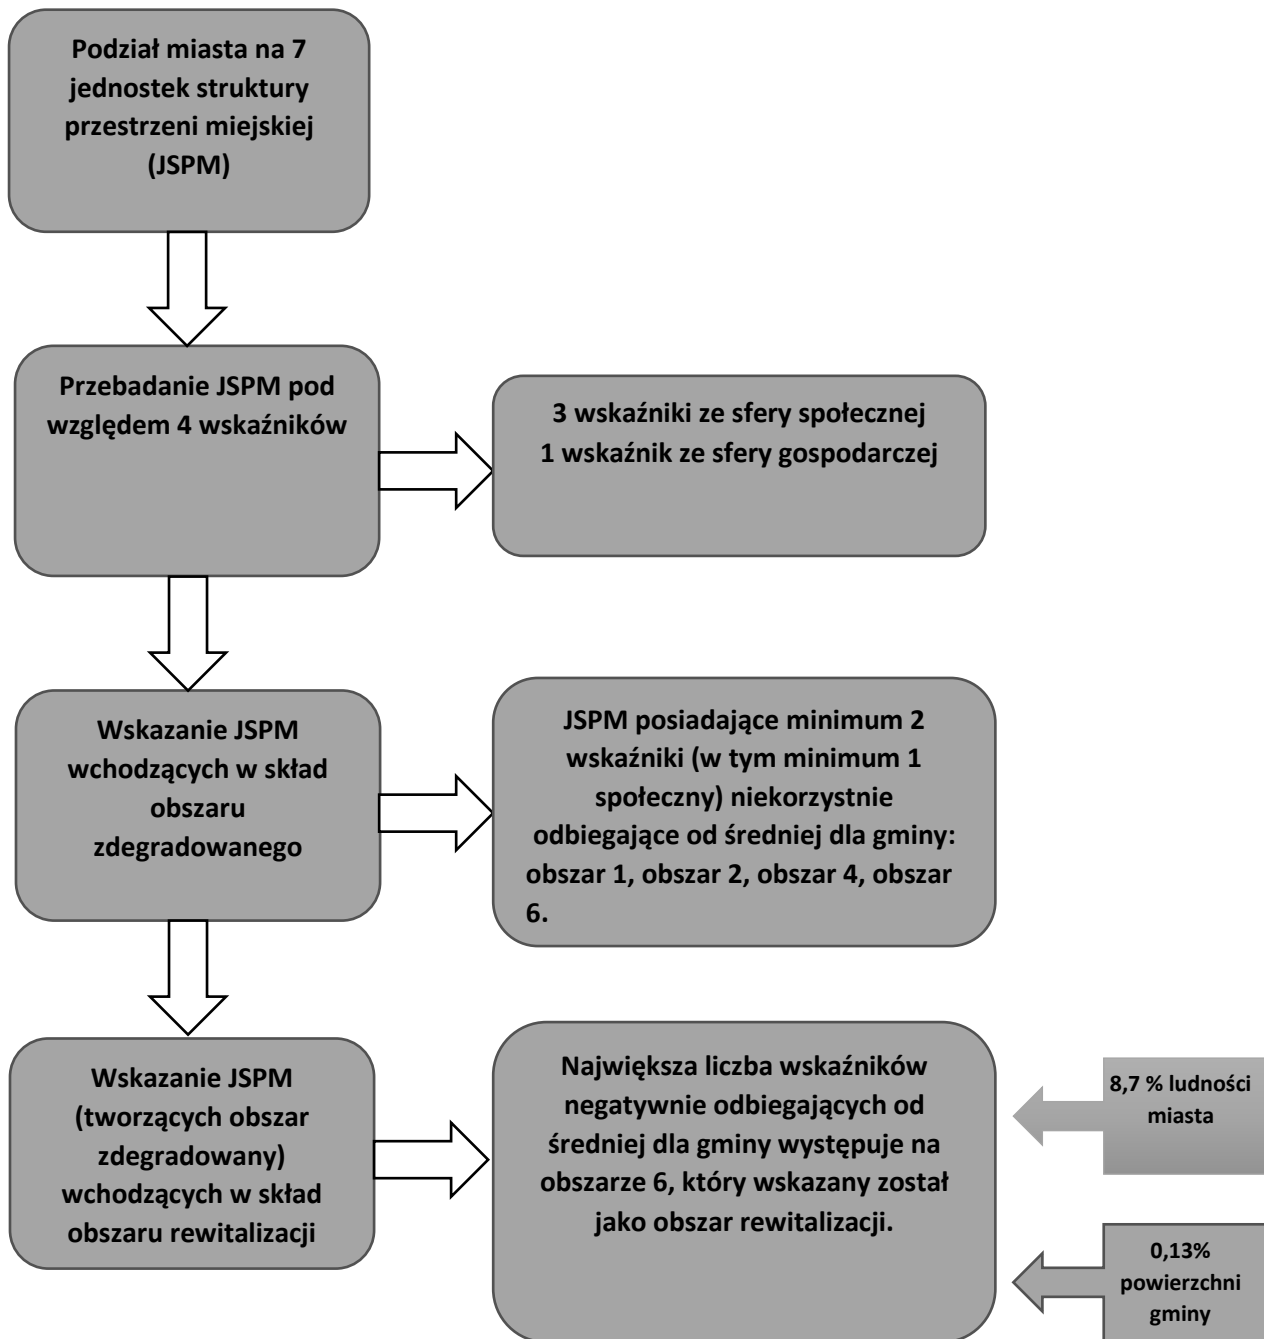 Podział miasta na 7
jednostek struktury
przestrzeni miejskiej
(JSPM)
Przebadanie JSPM pod
względem 4 wskaźników
3 wskaźniki ze sfery społecznej
1 wskaźnik ze sfery gospodarczej
Wskazanie JSPM
wchodzących w skład
obszaru
zdegradowanego
JSPM posiadające minimum 2
wskaźniki (w tym minimum 1
społeczny) niekorzystnie
odbiegające od średniej dla gminy:
obszar 1, obszar 2, obszar 4, obszar
6.
Wskazanie JSPM
(tworzących obszar
zdegradowany)
wchodzących w skład
obszaru rewitalizacji
Największa liczba wskaźników
negatywnie odbiegających od
średniej dla gminy występuje na
obszarze 6, który wskazany został
jako obszar rewitalizacji.
8,7 % ludności
miasta
0,13%
powierzchni
gminy